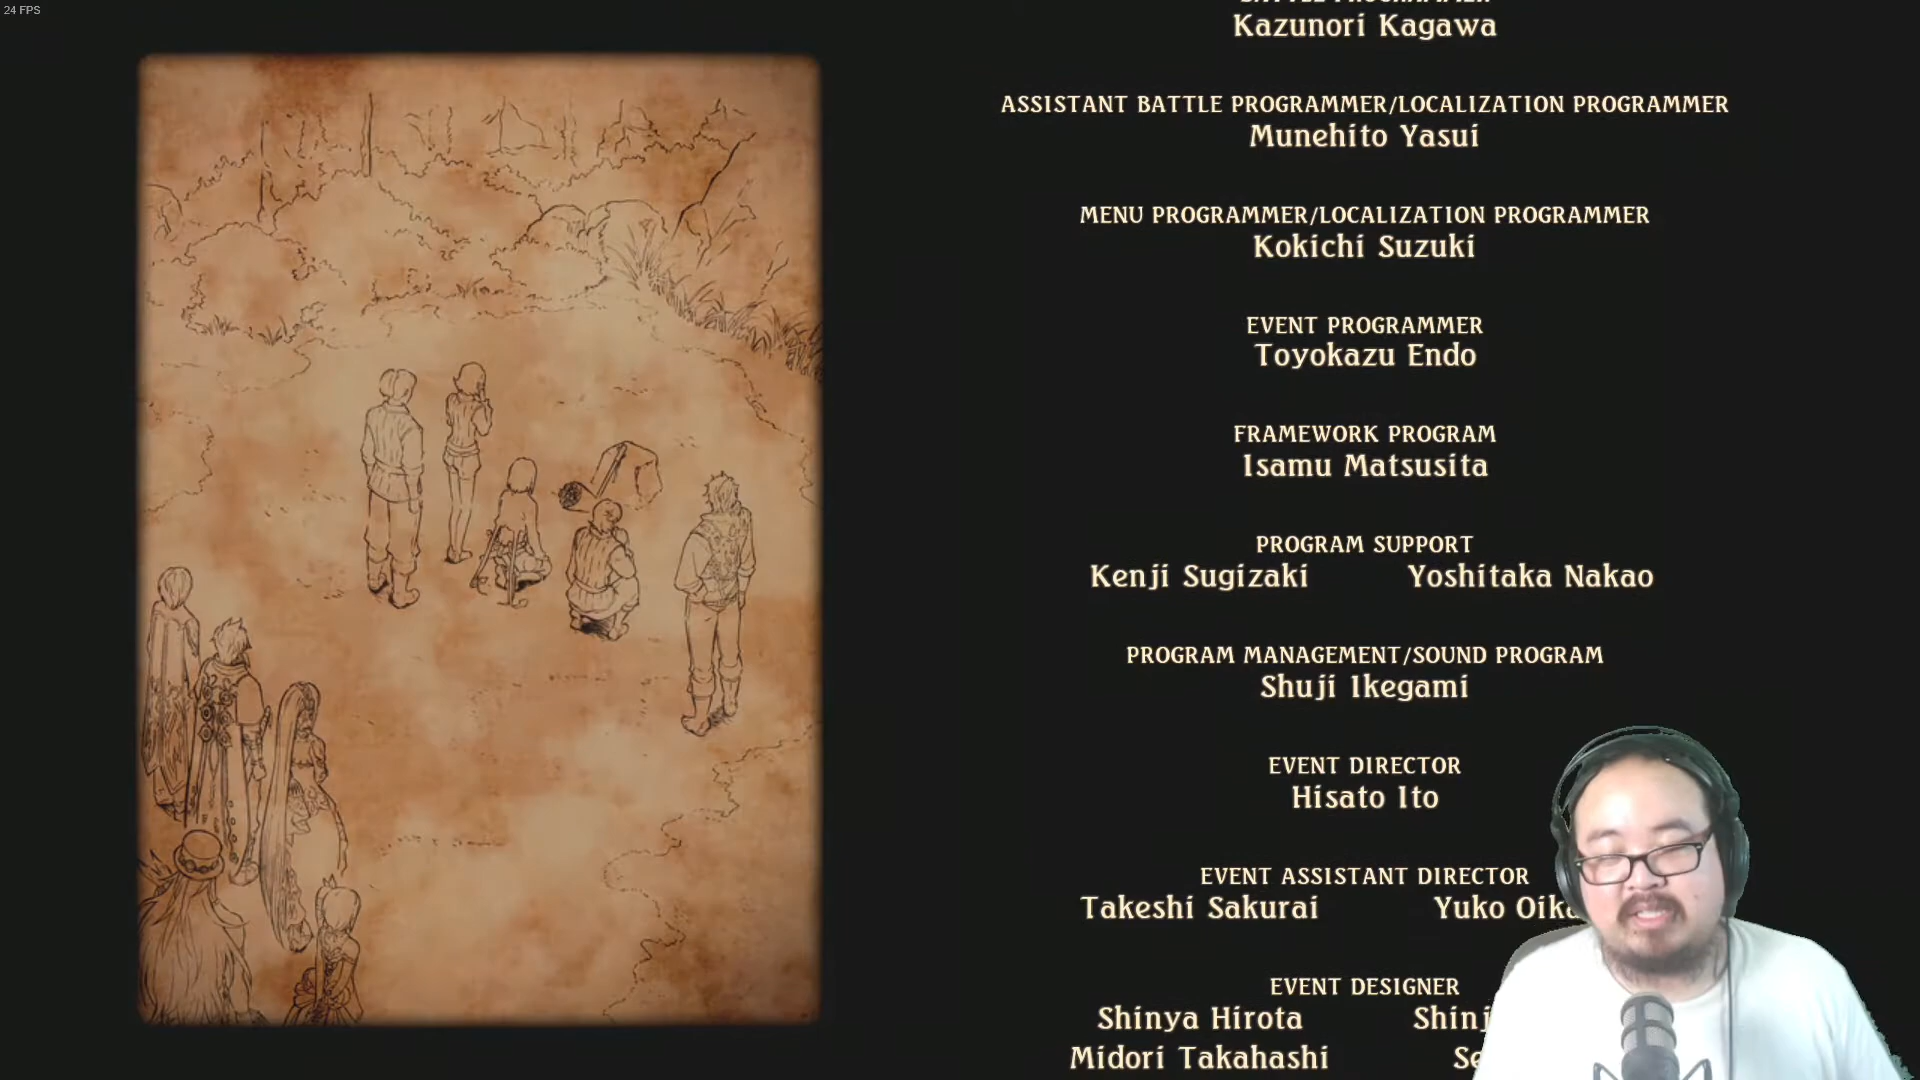 24 FPS
Kazunori Kagawa
ASSISTANT BATTLE PROGRAMMER/LOCALIZATION PROGRAMMER
Munehito Yasui
MENU PROGRAMMER/LOCALIZATION PROGRAMMER
Kokichi Suzuki
EVENT PROGRAMMER
Toyokazu Endo
FRAMEWORK PROGRAM
Isamu Matsusita
PROGRAM SUPPORT
Kenji Sugizaki Yoshitaka Nakao
PROGRAM MANAGEMENT/SOUND PROGRAM
Shuji Ikegami
EVENT DIRECTOR
Hisato Ito
EVENT ASSISTANT DIRECTOR
Takeshi Sakurai Yuko
EVENT DESIGNER
Shinya Hirota
Midori Takahashi